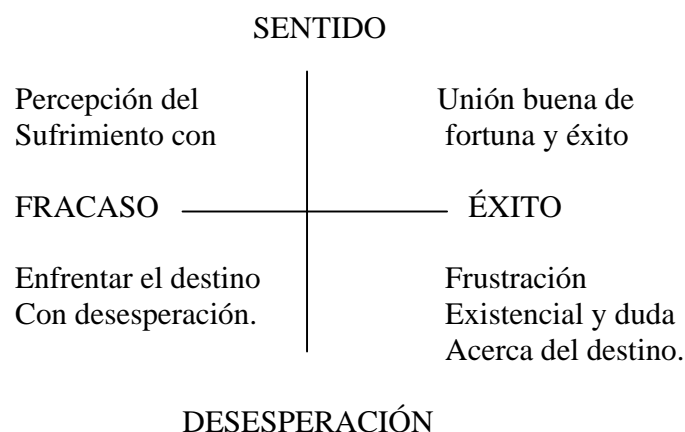 SENTIDO
Percepción del
Sufrimiento con
Unión buena de
fortuna y éxito
FRACASO
ÉXITO
Enfrentar el destino
Con desesperación.
Frustración
Existencial y duda
Acerca del destino.
DESESPERACIÓN